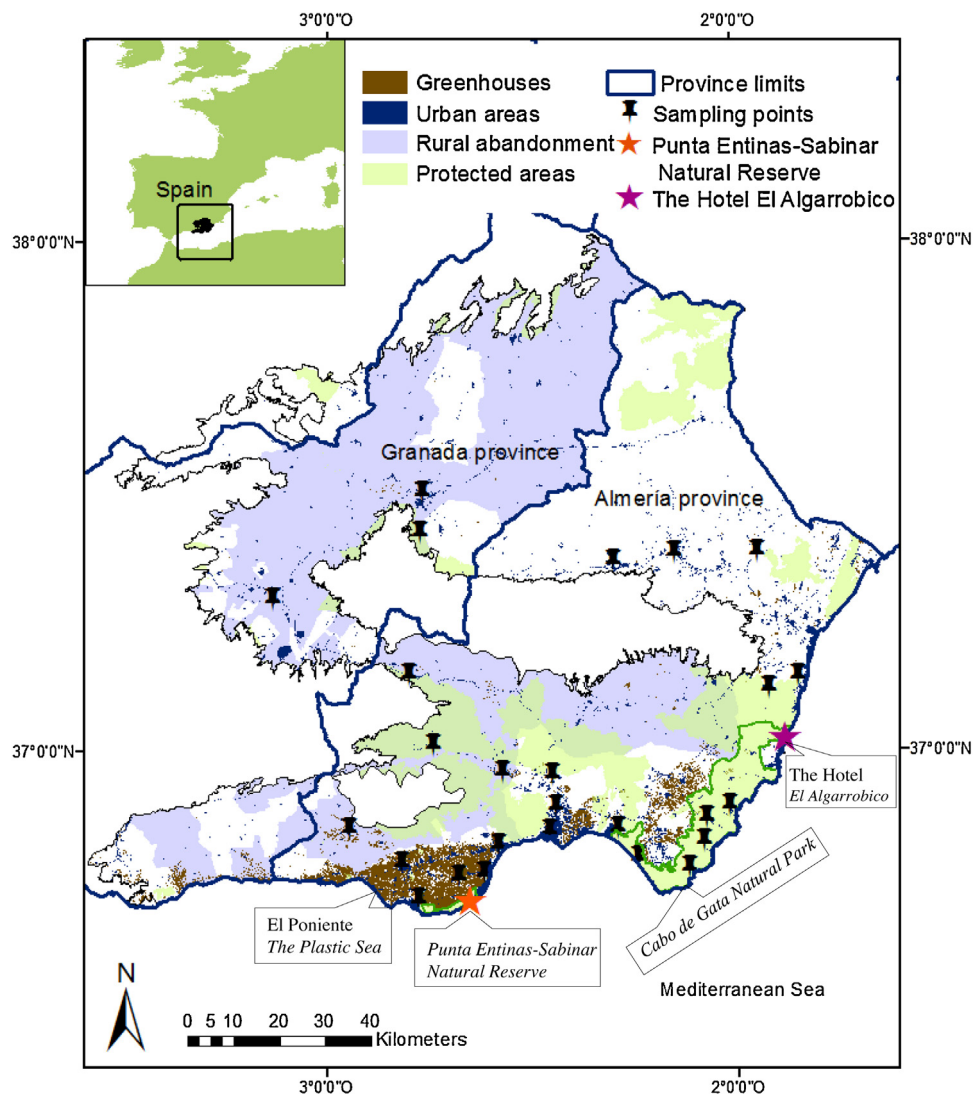 3°0'0"O
2°0'0"O
Greenhouses
Urban areas
Rural abandonment
Protected areas
Province limits
Sampling points
Punta Entinas-Sabinar
Natural Reserve
The Hotel El Algarrobico
Spain
38°0'0"N
38°0'0"N
Granada province
Almería province
37°0'0"N
37°0'0"N
The Hotel
El Algarrobico
Cabo de Gata Natural Park
El Poniente
The Plastic Sea
Punta Entinas-Sabinar
Natural Reserve
Mediterranean Sea
N
0 5 10 20 30 40
Kilometers
3°0'0"O
2°0'0"O